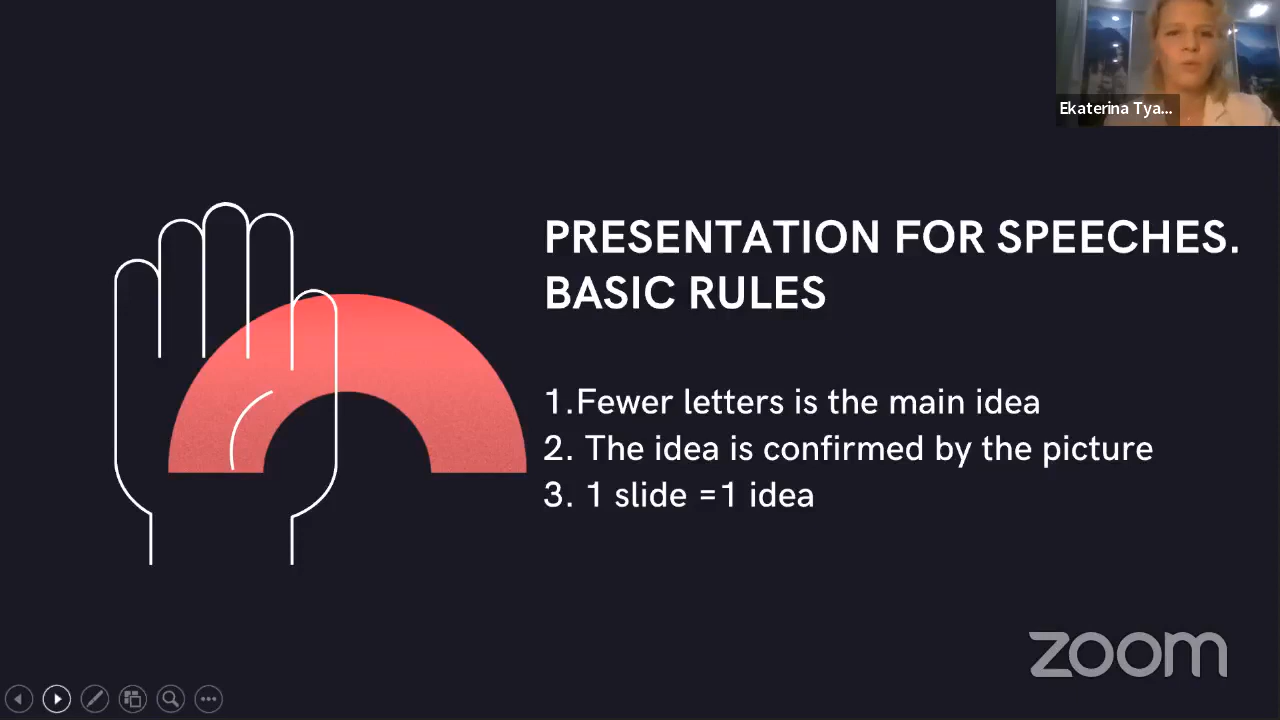 Ekaterina Tya...
PRESENTATION FOR SPEECHES.
BASIC RULES
1.Fewer letters is the main idea
2. The idea is confirmed by the picture
3. 1 slide =1 idea
zoom